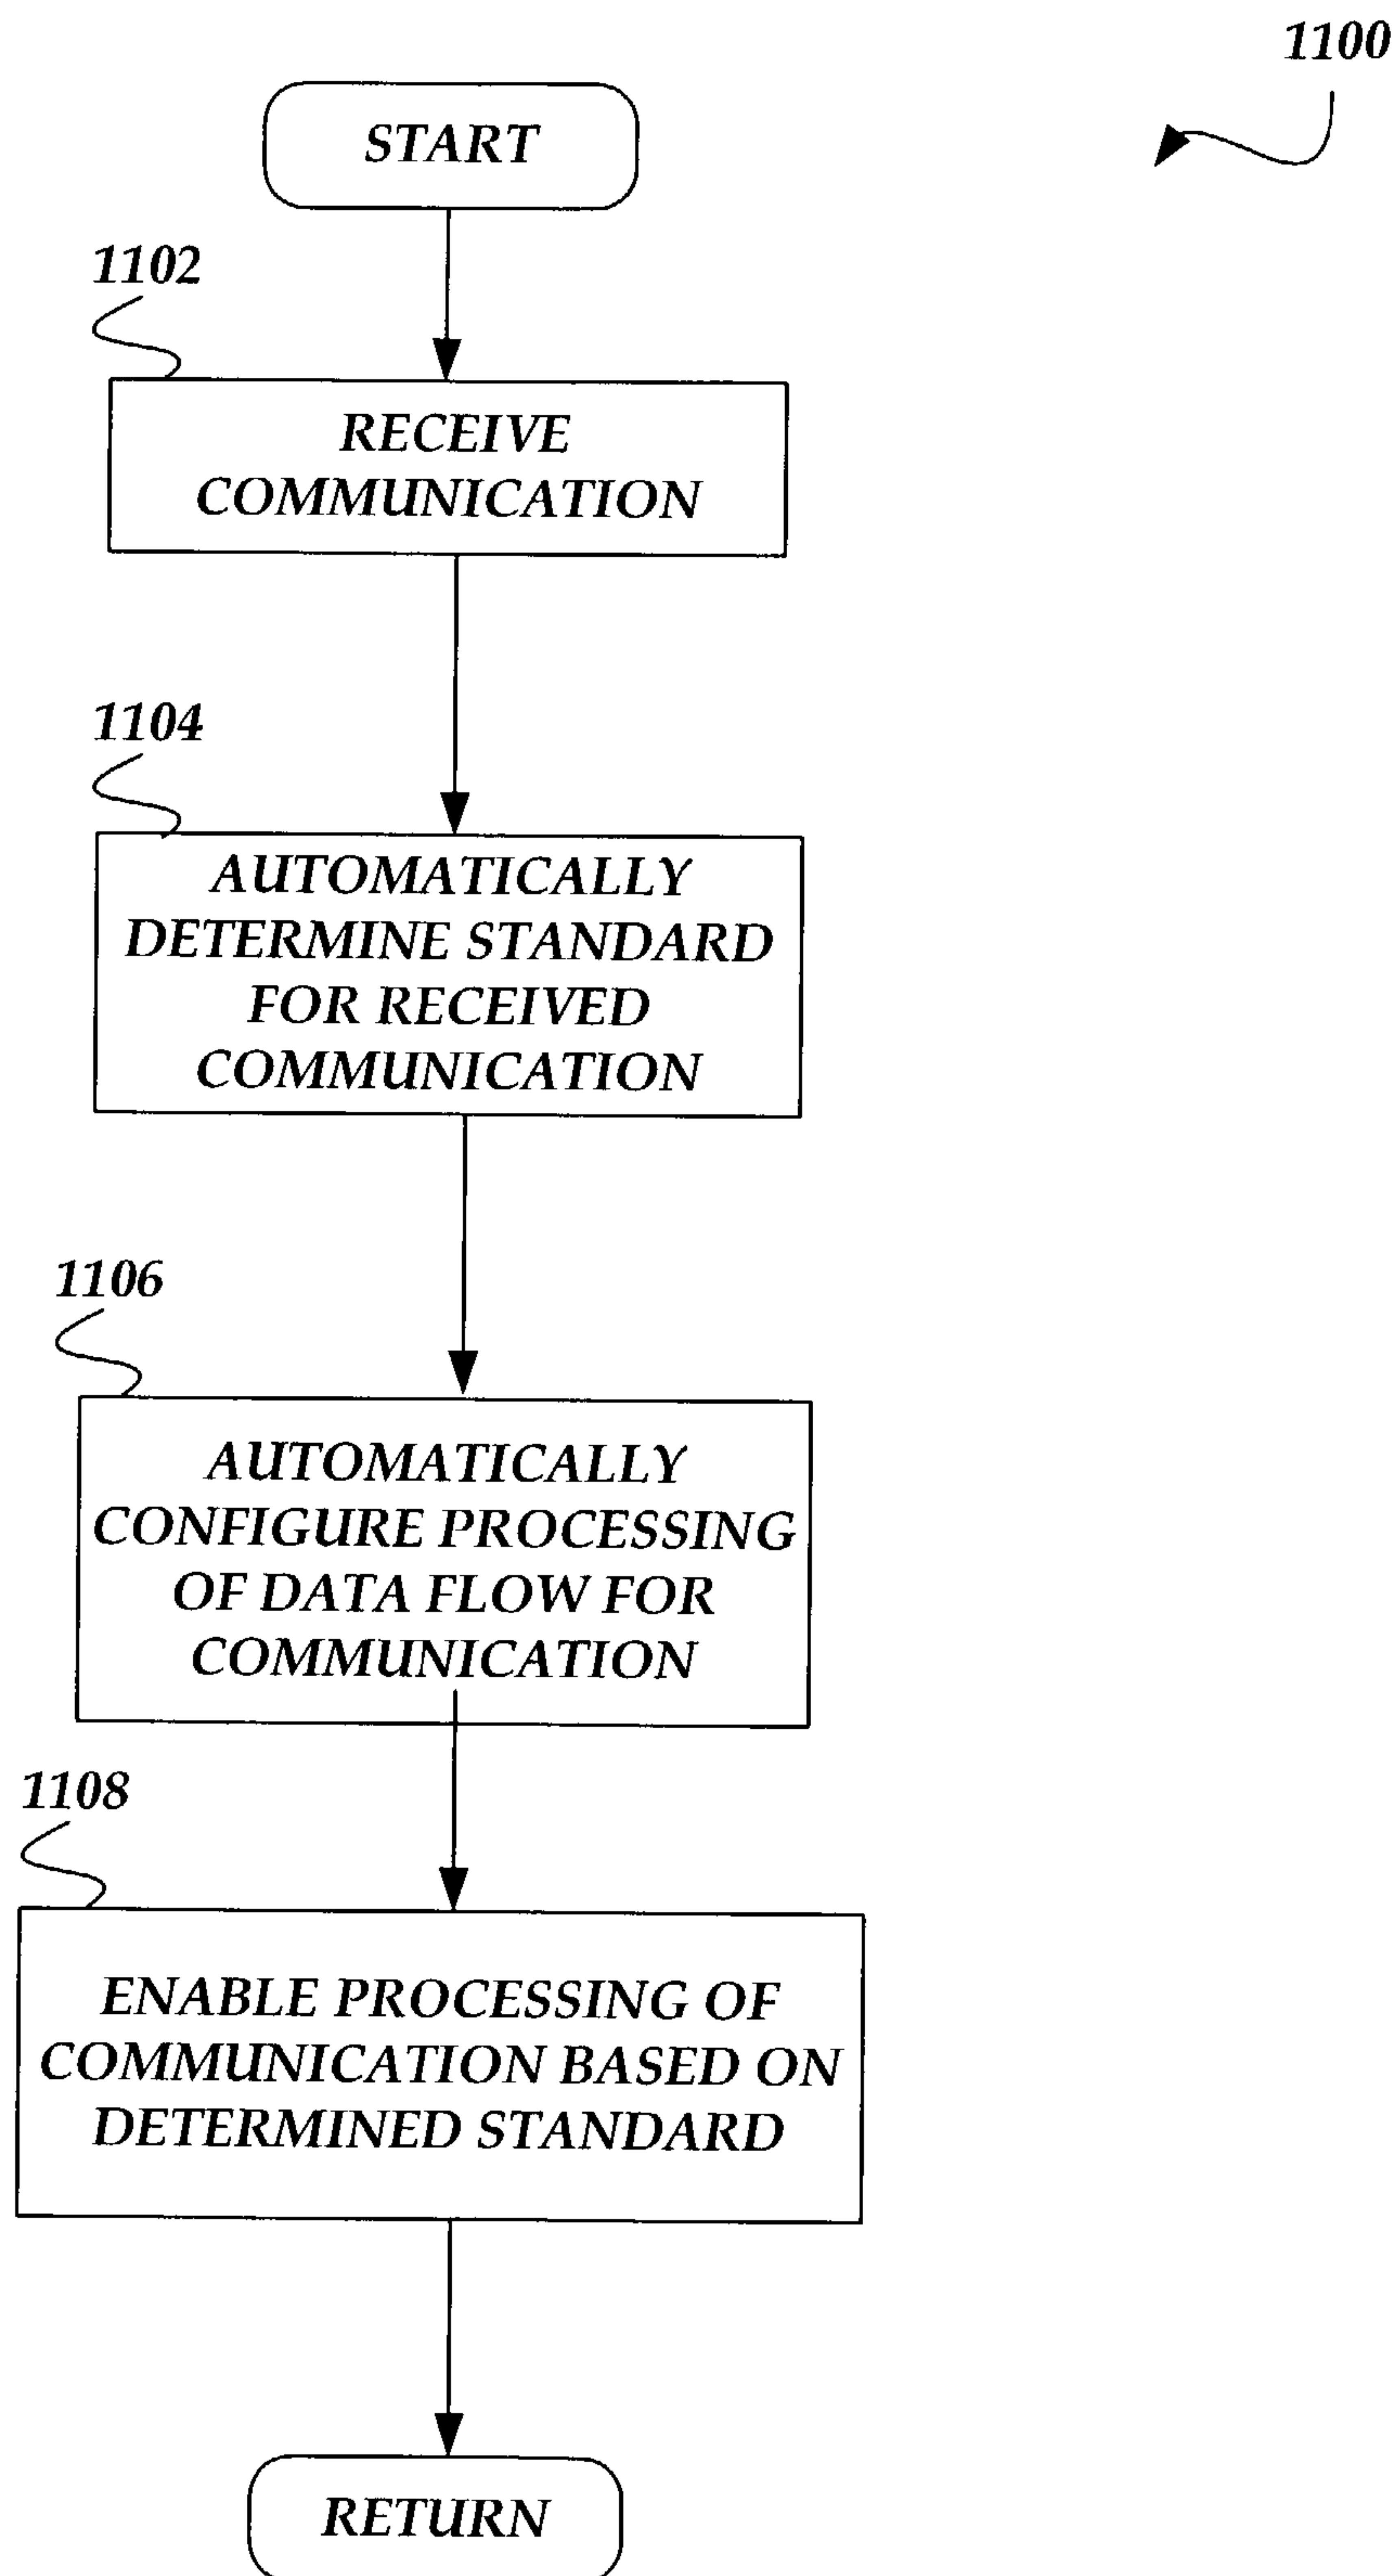 1100
START
1102
RECEIVE
COMMUNICATION
1104
AUTOMATICALLY
DETERMINE STANDARD
FOR RECEIVED
COMMUNICATION
1106
AUTOMATICALLY
CONFIGURE PROCESSING
OF DATA FLOW FOR
COMMUNICATION
1108
ENABLE PROCESSING OF
COMMUNICATION BASED ON
DETERMINED STANDARD
RETURN